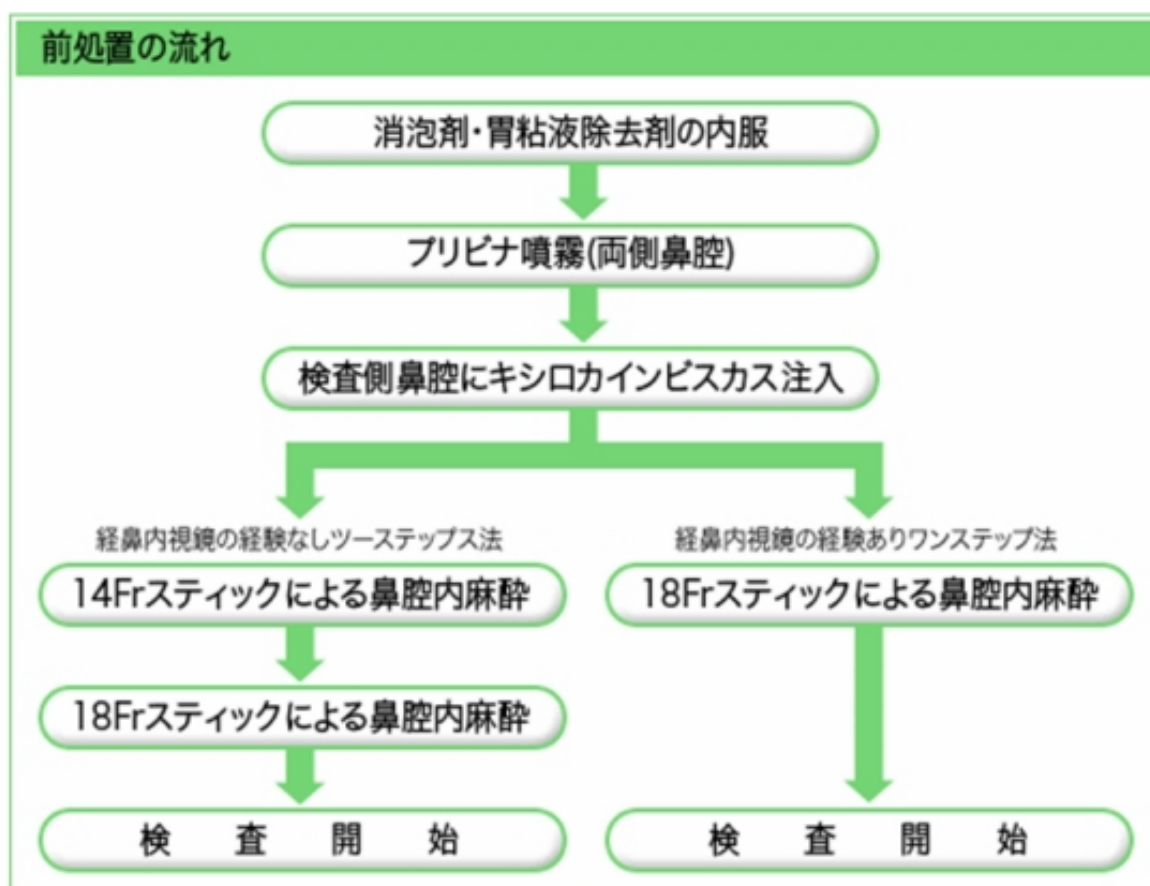 前処置の流れ
消泡剤・胃粘液除去剤の内服
プリビナ噴霧(両側鼻腔)
検査側鼻腔にキシロカインビスカス注入
経鼻内視鏡の経験なしツーステップス法
14Frスティックによる鼻腔内麻酔
18Frスティックによる鼻腔内麻酔
検査開始
経鼻内視鏡の経験ありワンステップ法
18Frスティックによる鼻腔内麻酔
検査開始